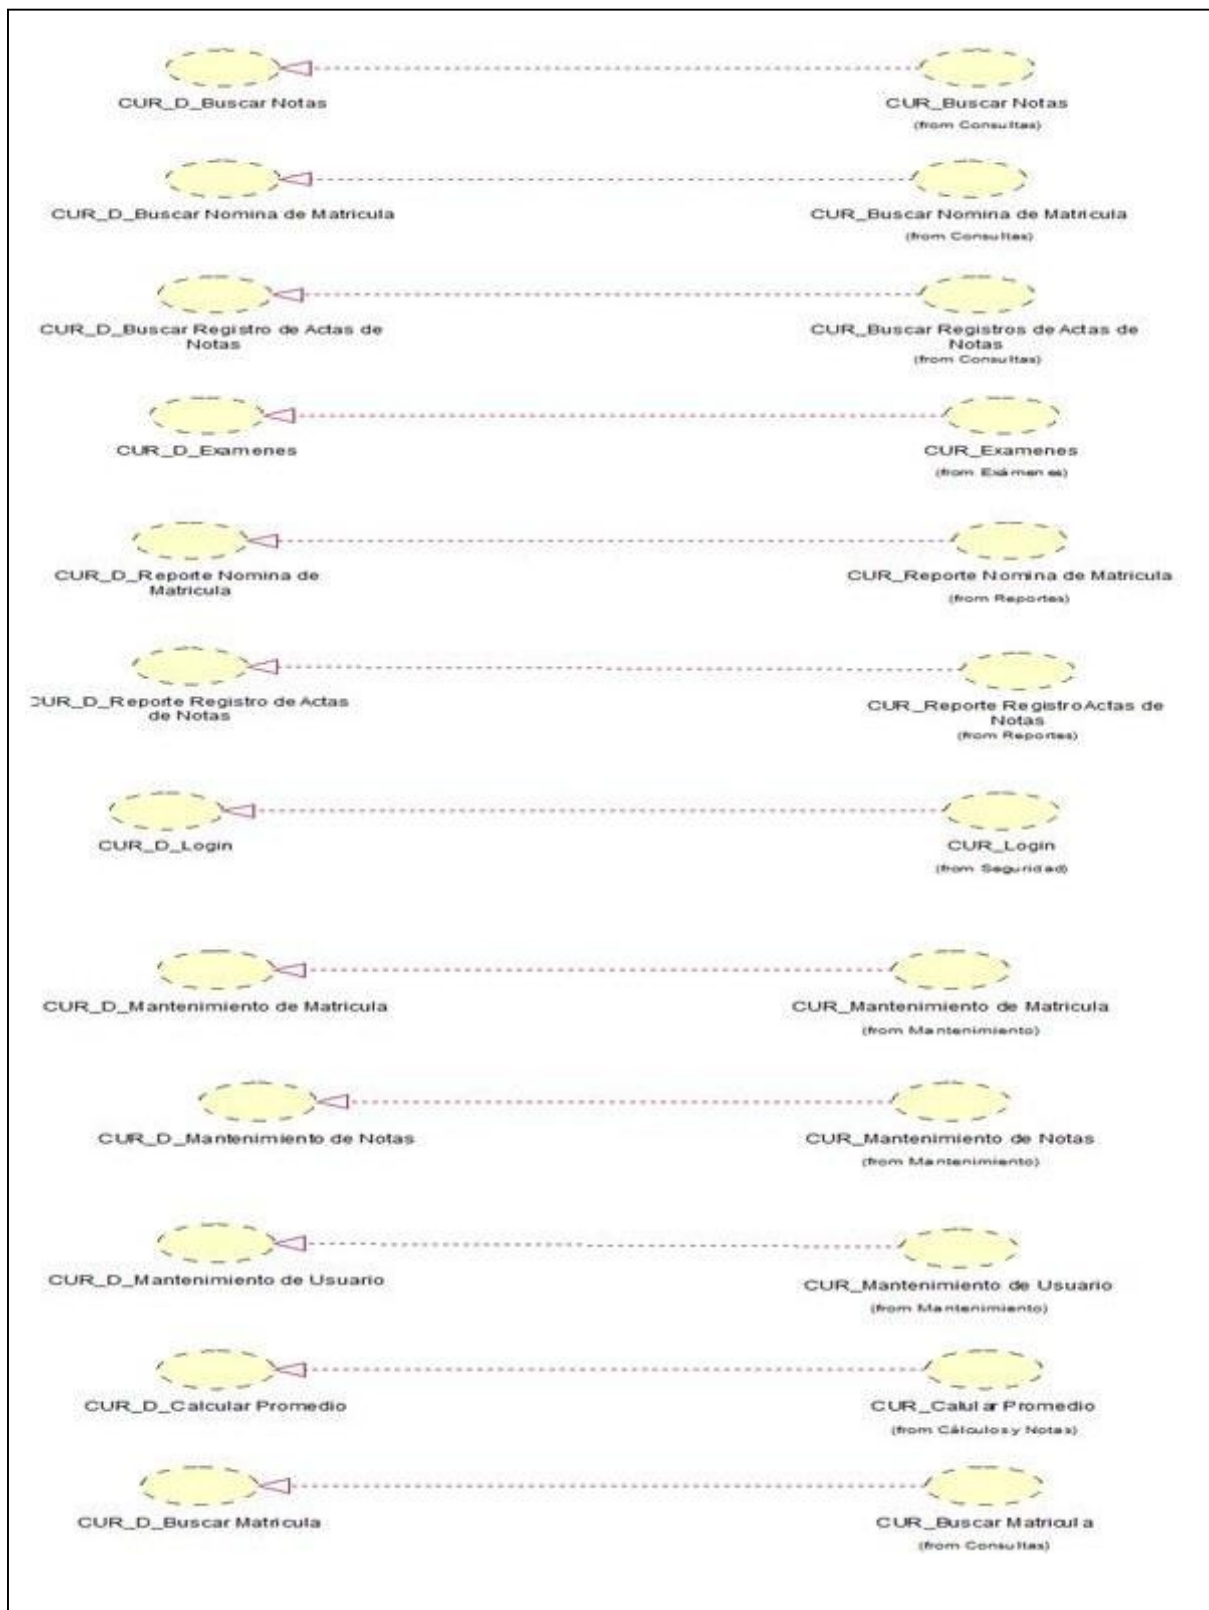 CUR_D_Buscar Notas
CUR_Buscar Notas
(from Consultas)
CUR_D_Buscar Nomina de Matricula
CUR_Buscar Nomina de Matricula
(from Consultas)
CUR_D_Buscar Registro de Actas de
Notas
CUR_Buscar Registros de Actas de
Notas
(from Consultas)
CUR_D_Examenes
CUR_Examenes
(from Exámenes)
CUR_D_Reporte Nomina de
Matricula
CUR_Reporte Nomina de Matricula
(from Reportes)
CUR_D_Reporte Registro de Actas
de Notas
CUR_Reporte Registro Actas de
Notas
(from Reportes)
CUR_D_Login
CUR_Login
(from Seguridad)
CUR_D_Mantenimiento de Matricula
CUR_Mantenimiento de Matricula
(from Mantenimiento)
CUR_D_Mantenimiento de Notas
CUR_Mantenimiento de Notas
(from Mantenimiento)
CUR_D_Mantenimiento de Usuario
CUR_Mantenimiento de Usuario
(from Mantenimiento)
CUR_D_Calcular Promedio
CUR_Calular Promedio
(from Cálculos y Notas)
CUR_D_Buscar Matricula
CUR_Buscar Matricula
(from Consultas)